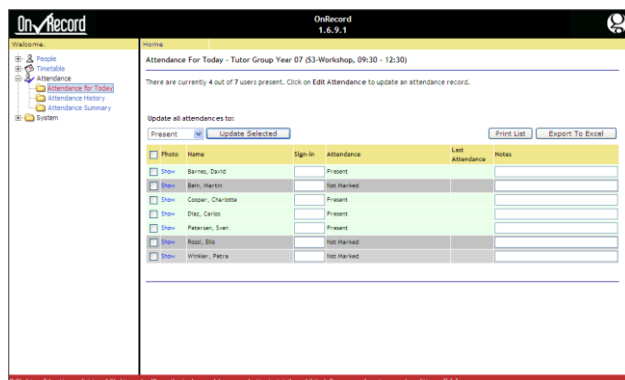 On Record
OnRecord
1.6.9.1
Welcome.
Home
People
Timetable
Attendance
Attendance for Today
Attendance History
Attendance Summary
System
Attendance For Today - Tutor Group Year 07 (S3-Workshop, 09:30 - 12:30)
There are currently 4 out of 7 users present. Click on Edit Attendance to update an attendance record.
Update all attendances to:
Present Update Selected Print List Export To Excel
Photo Name Sign-in Attendance Last Attendance Notes
Show Barnes, David Present
Show Bein, Martin Not Marked
Show Cooper, Charlotte Present
Show Diaz, Carlos Present
Show Petersen, Sven Present
Show Rossi, Elio Not Marked
Show Winkler, Petra Not Marked